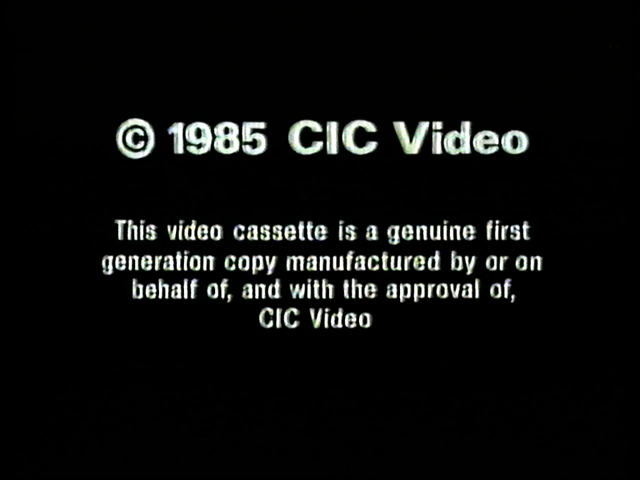 © 1985 CIC Video
This video cassette is a genuine first
generation copy manufactured by or on
behalf of, and with the approval of,
CIC Video